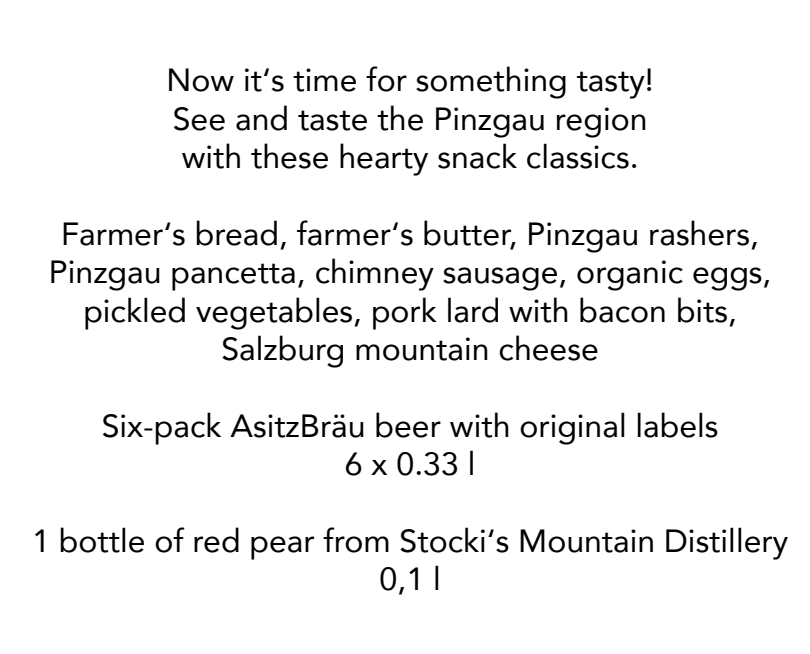 Now it‘s time for something tasty!
See and taste the Pinzgau region
with these hearty snack classics.
Farmer‘s bread, farmer‘s butter, Pinzgau rashers,
Pinzgau pancetta, chimney sausage, organic eggs,
pickled vegetables, pork lard with bacon bits,
Salzburg mountain cheese
Six-pack AsitzBräu beer with original labels
6 x 0.33 l
1 bottle of red pear from Stocki‘s Mountain Distillery
0,1 l